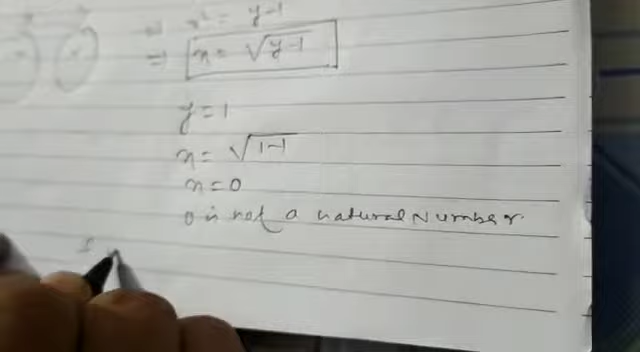 ⇒ x² = y-1
⇒ x = √y-1
y = 1
x = √1-1
x = 0
0 is not a natural Number.